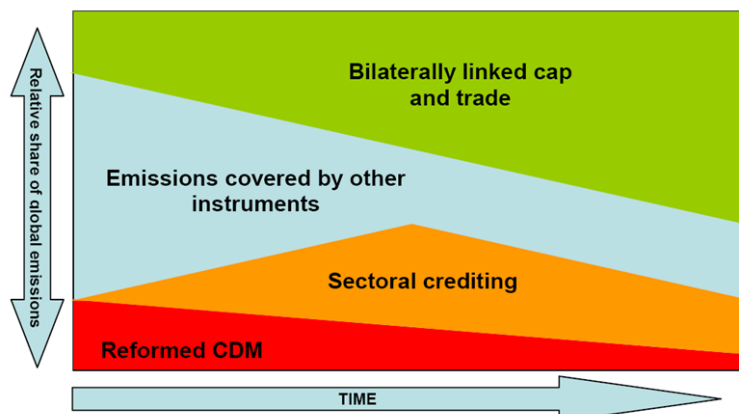 Relative share of global emissions
Bilaterally linked cap
and trade
Emissions covered by other
instruments
Sectoral crediting
Reformed CDM
TIME